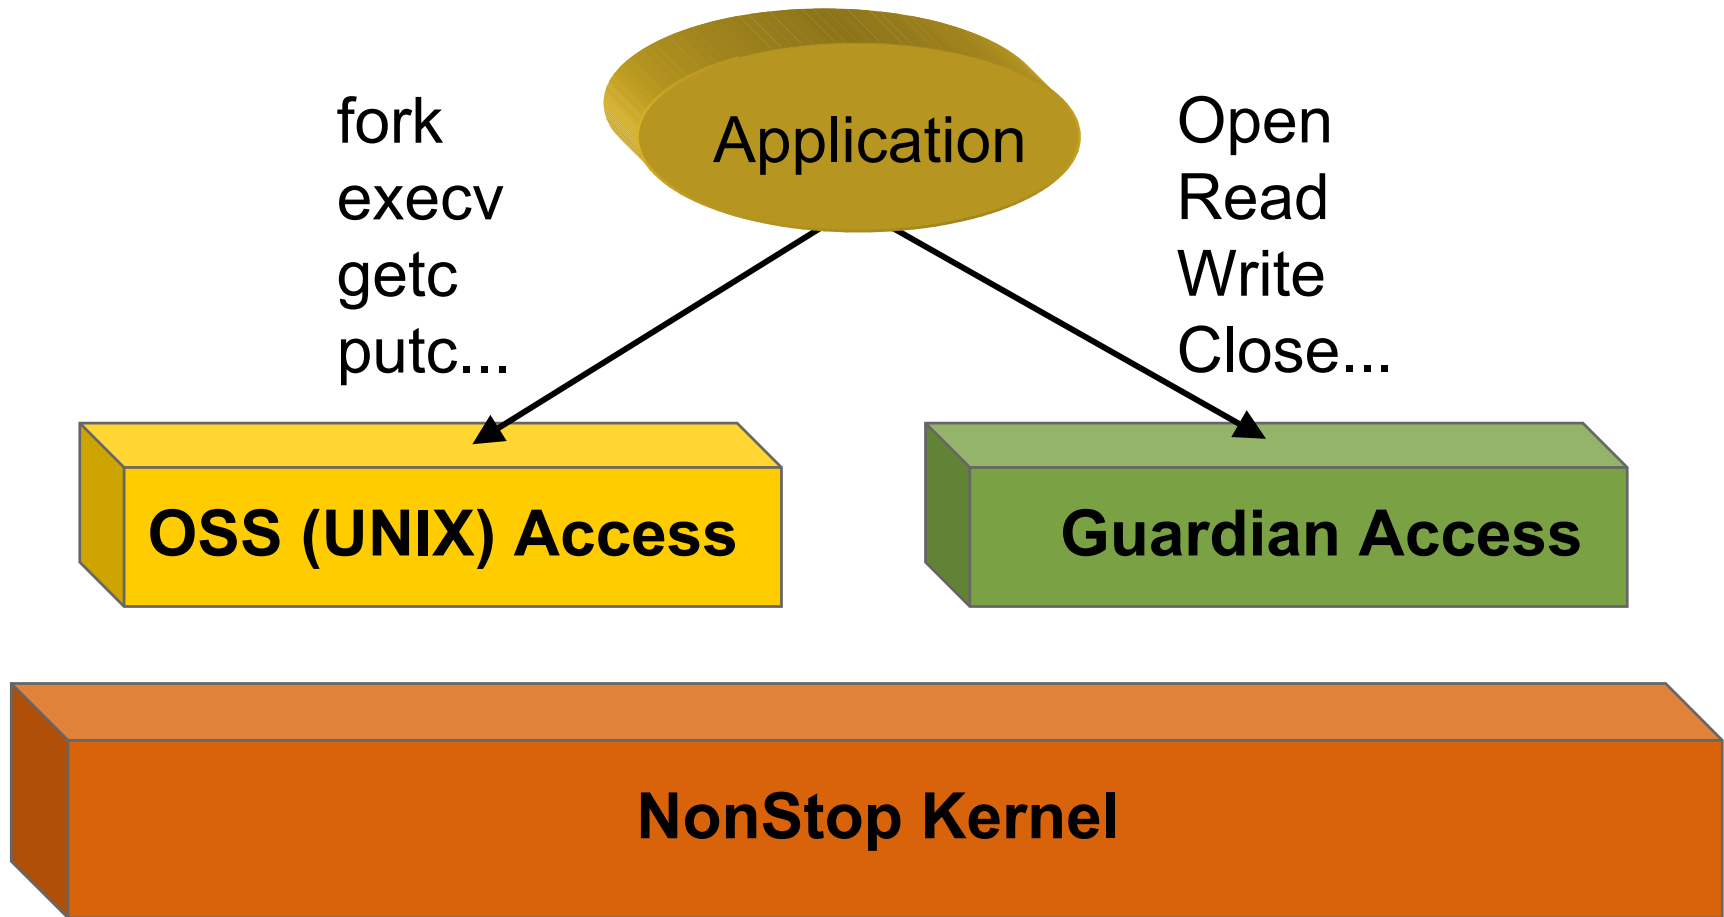 Application
fork
execv
getc
putc...
Open
Read
Write
Close...
OSS (UNIX) Access
Guardian Access
NonStop Kernel